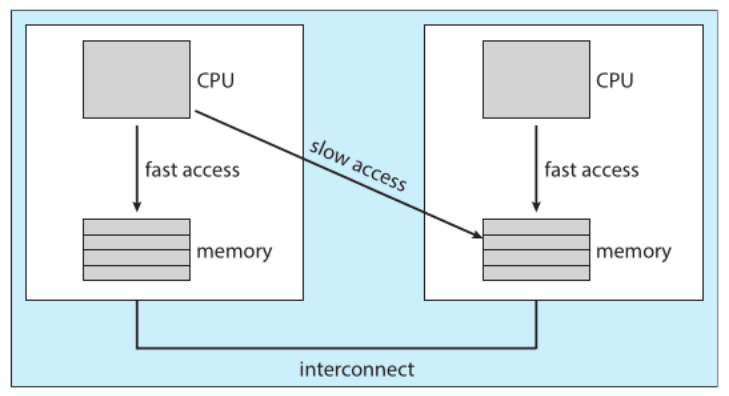 CPU
CPU
slow access
fast access
fast access
memory
memory
interconnect